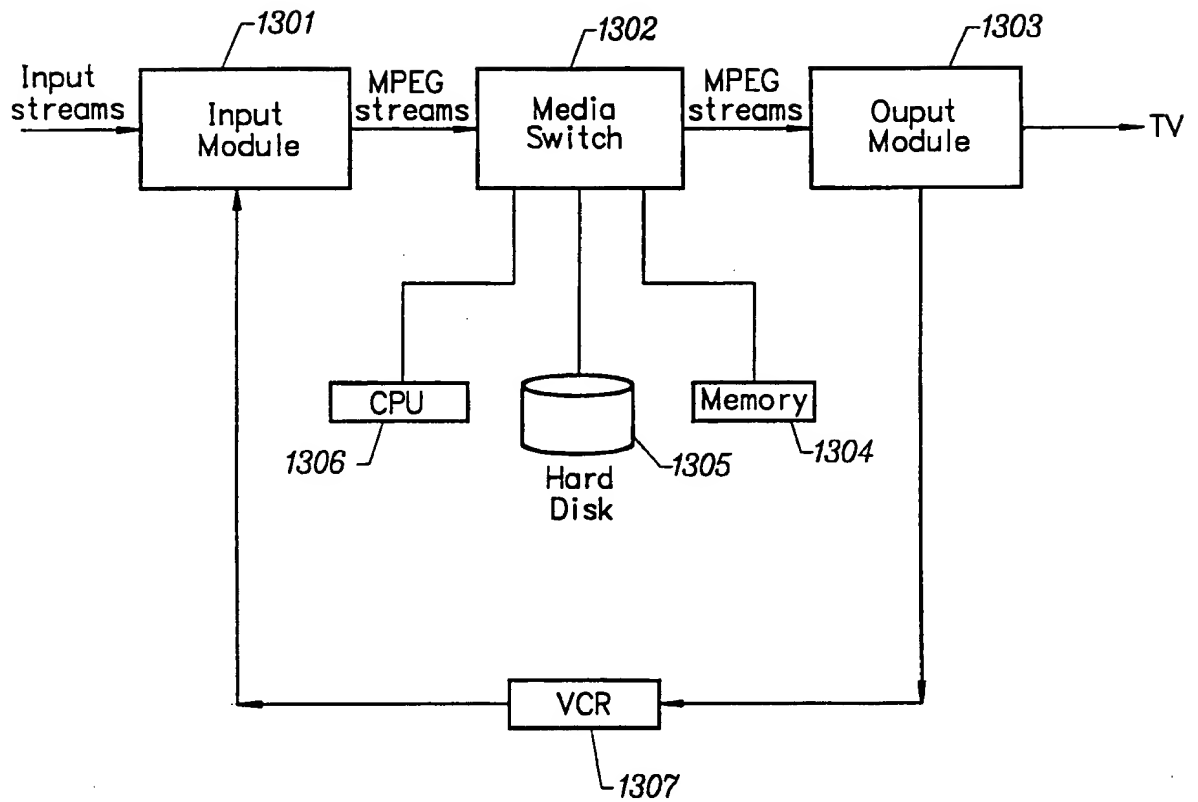 1301
1302
1303
Input
streams
Input
Module
MPEG
streams
Media
Switch
MPEG
streams
Ouput
Module
TV
CPU
1306
Hard
Disk
1305
Memory
1304
VCR
1307